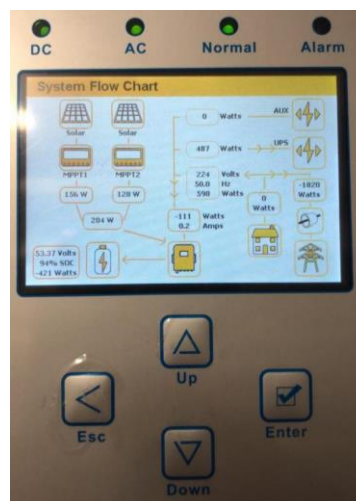 DC AC Normal Alarm
System Flow Chart
0 Watts AUX
Solar Solar
487 Watts UPS
MPPT1 MPPT2
224 Volts
50.0 Hz
598 Watts
156 W 128 W
0 Watts
-1020 Watts
284 W
-111 Watts
8.2 Amps
53.37 Volts
94% SOC
-421 Watts
Up
Esc
Enter
Down